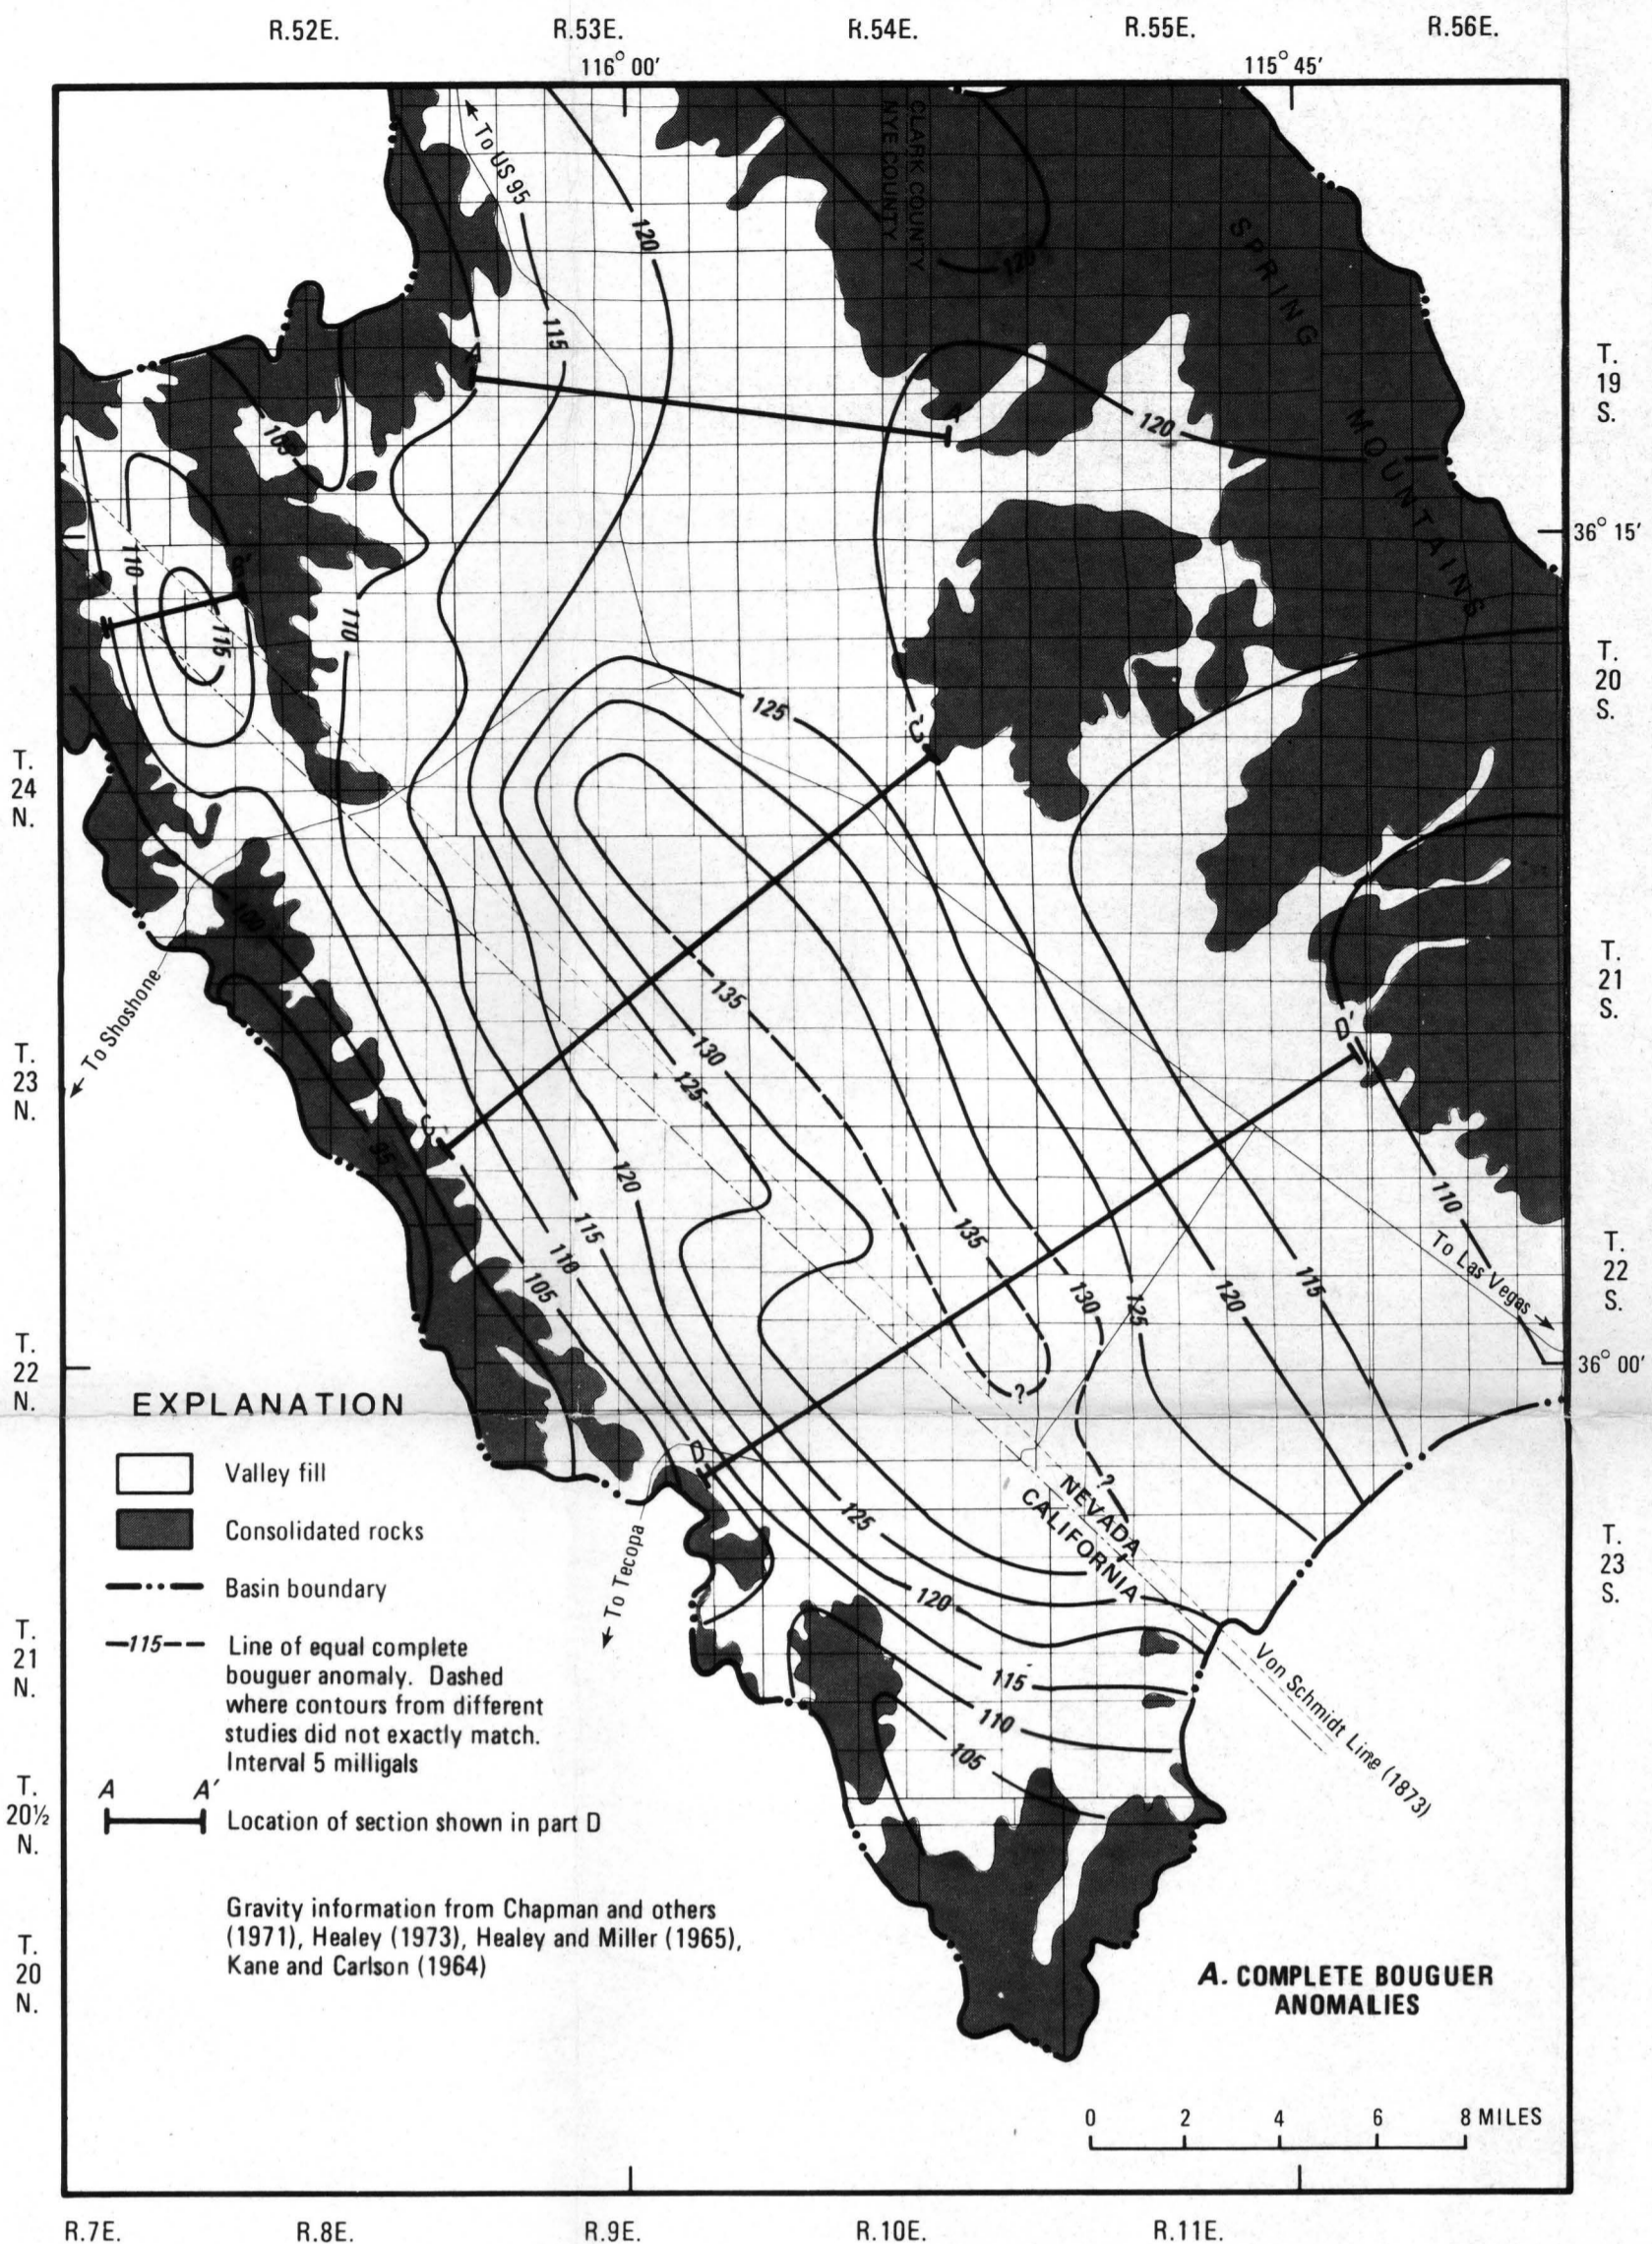 R.52E. R.53E. R.54E. R.55E. R.56E.
116° 00′ 115° 45′
To US 95
CLARK COUNTY
NYE COUNTY
SPRING MOUNTAINS
120
115
120
120
105
110
115
110
125
100
135
130
125
95
120
115
110
105
135
130
125
120
115
110
125
120
115
110
105
A
A'
B'
C
C'
D
D'
?
?
T.
19
S.
36° 15′
T.
20
S.
T.
21
S.
T.
22
S.
36° 00′
T.
23
S.
T.
24
N.
T.
23
N.
T.
22
N.
T.
21
N.
T.
20½
N.
T.
20
N.
To Shoshone
To Las Vegas
To Tecopa
NEVADA
CALIFORNIA
Von Schmidt Line (1873)
EXPLANATION
Valley fill
Consolidated rocks
Basin boundary
115 Line of equal complete
bouguer anomaly. Dashed
where contours from different
studies did not exactly match.
Interval 5 milligals
A A′
Location of section shown in part D
Gravity information from Chapman and others
(1971), Healey (1973), Healey and Miller (1965),
Kane and Carlson (1964)
A. COMPLETE BOUGUER
ANOMALIES
0 2 4 6 8 MILES
R.7E. R.8E. R.9E. R.10E. R.11E.